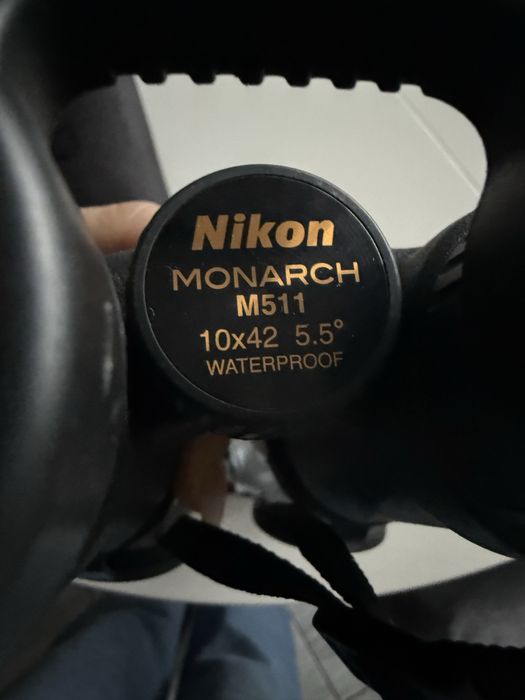 Nikon
MONARCH
M511
10x42 5.5°
WATERPROOF